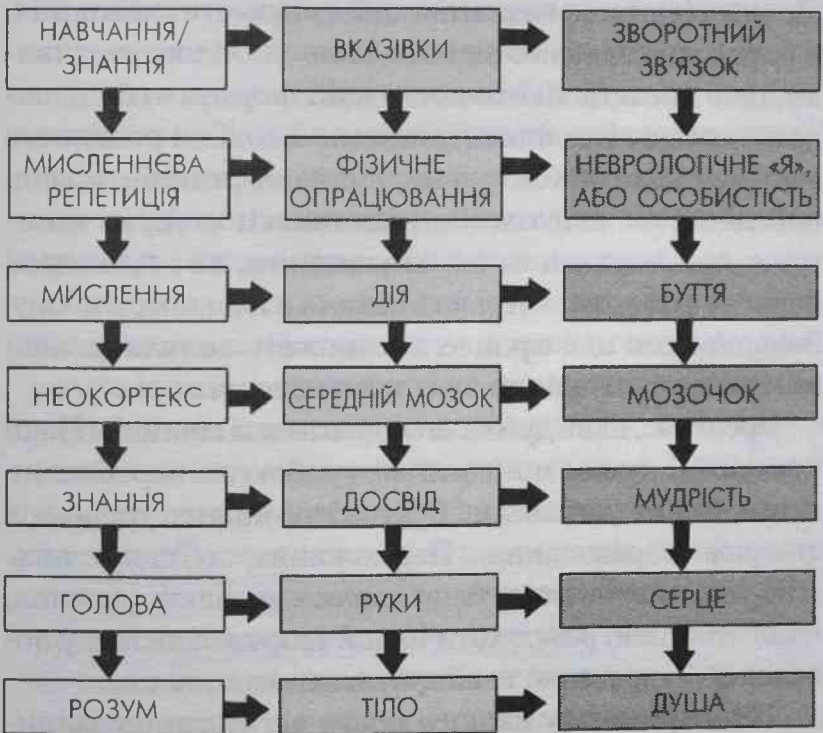 НАВЧАННЯ/
ЗНАННЯ
ВКАЗІВКИ
ЗВОРОТНИЙ
ЗВ'ЯЗОК
МИСЛЕННЄВА
РЕПЕТИЦІЯ
ФІЗИЧНЕ
ОПРАЦЮВАННЯ
НЕВРОЛОГІЧНЕ «Я»,
АБО ОСОБИСТІСТЬ
МИСЛЕННЯ
ДІЯ
БУТТЯ
НЕОКОРТЕКС
СЕРЕДНІЙ МОЗОК
МОЗОЧОК
ЗНАННЯ
ДОСВІД
МУДРІСТЬ
ГОЛОВА
РУКИ
СЕРЦЕ
РОЗУМ
ТІЛО
ДУША